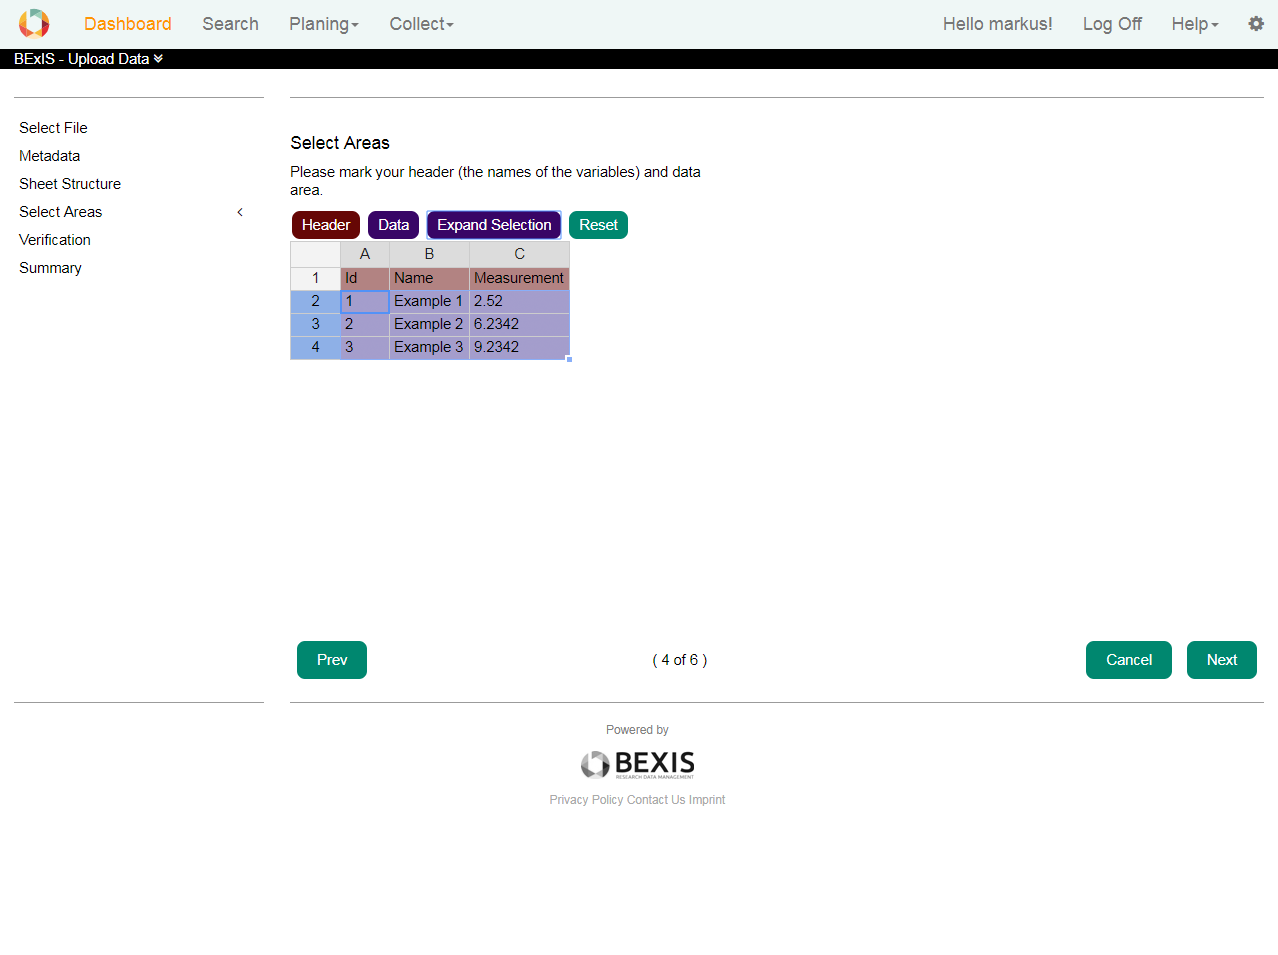 Dashboard Search Planing Collect Hello markus! Log Off Help
BExIS - Upload Data
Select File
Metadata
Sheet Structure
Select Areas
Verification
Summary
Select Areas
Please mark your header (the names of the variables) and data
area.
Header Data Expand Selection Reset
A B C
1 Id Name Measurement
2 1 Example 1 2.52
3 2 Example 2 6.2342
4 3 Example 3 9.2342
Prev ( 4 of 6 ) Cancel Next
Powered by
BEXIS
RESEARCH DATA MANAGEMENT
Privacy Policy Contact Us Imprint